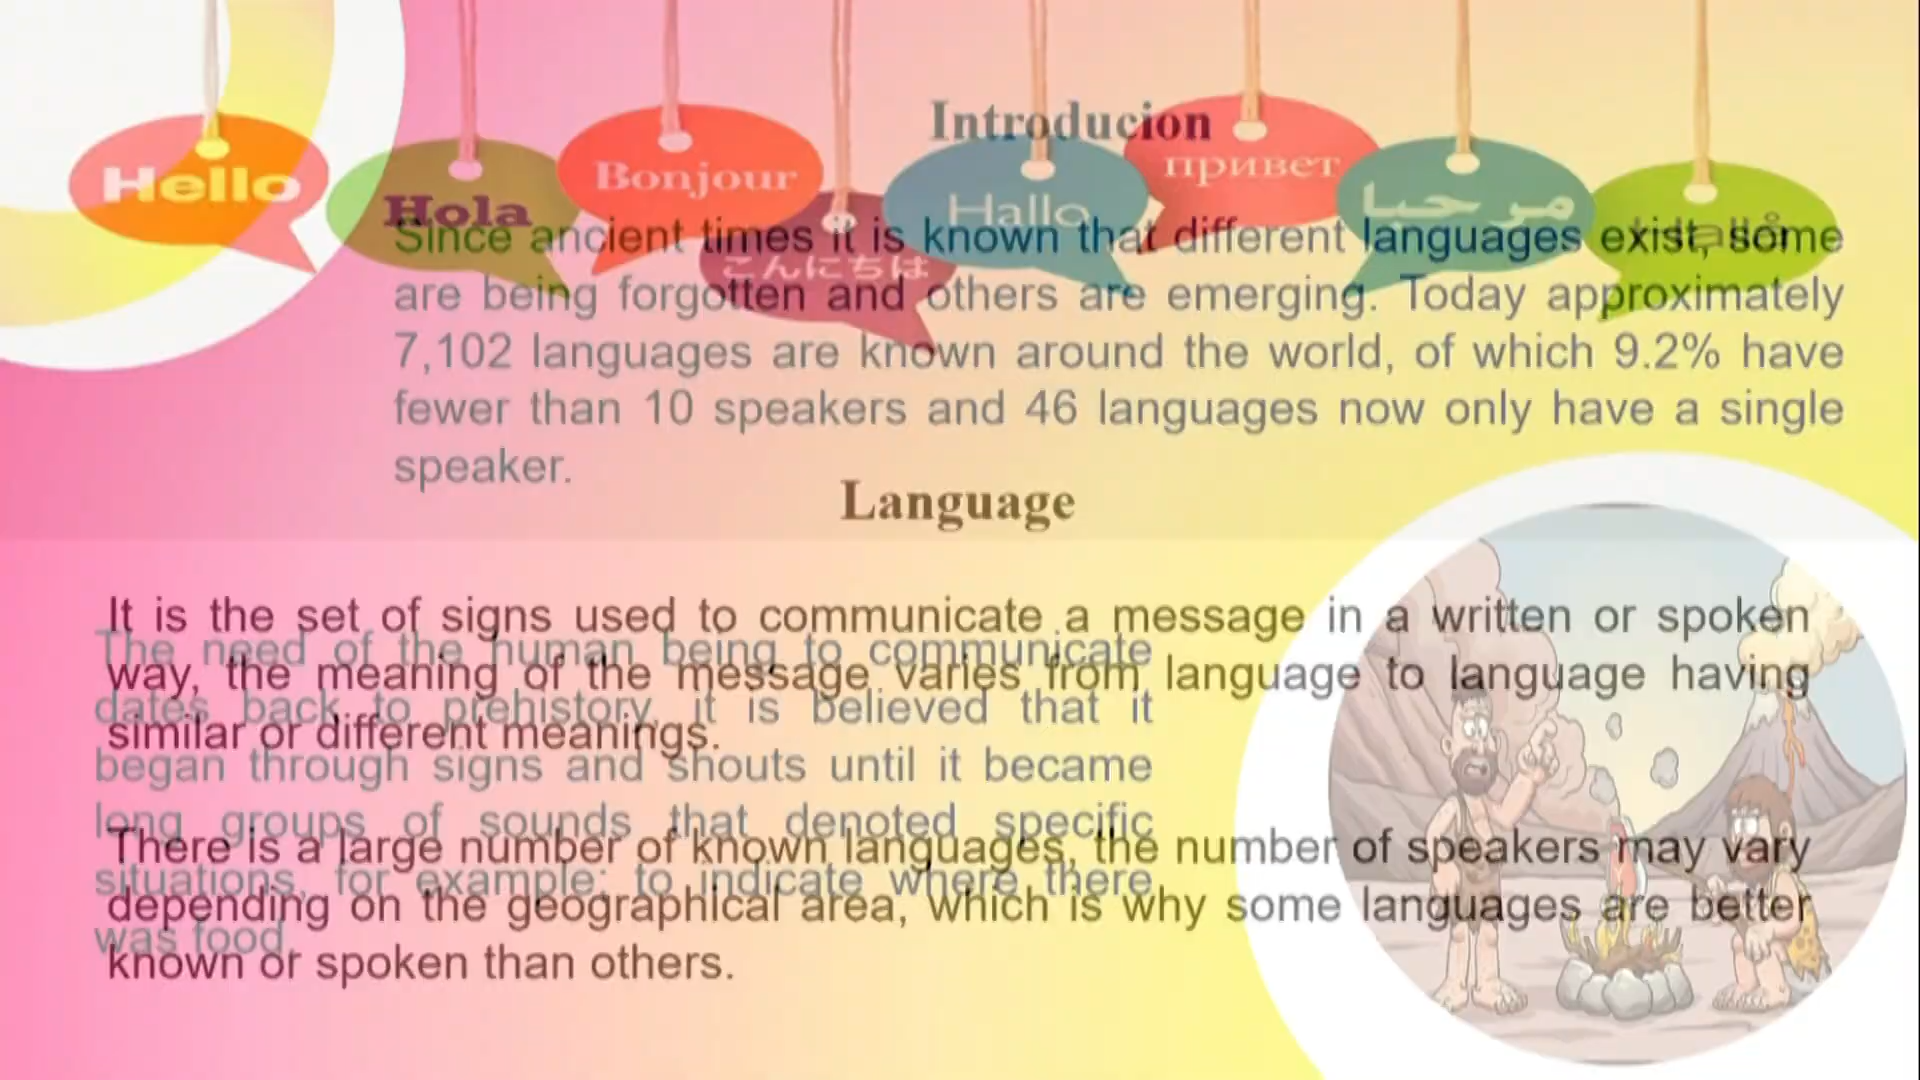 Introducion
Hello
Hola
Bonjour
こんにちは
Hallo
привет
مرحبا
Since ancient times it is known that different languages exist, some
are being forgotten and others are emerging. Today approximately
7,102 languages are known around the world, of which 9.2% have
fewer than 10 speakers and 46 languages now only have a single
speaker.
Language
It is the set of signs used to communicate a message in a written or spoken
way, the meaning of the message varies from language to language having
similar or different meanings.
There is a large number of known languages, the number of speakers may vary
depending on the geographical area, which is why some languages are better
known or spoken than others.
The need of the human being to communicate
dates back to prehistory, it is believed that it
began through signs and shouts until it became
long groups of sounds that denoted specific
situations, for example; to indicate where there
was food.